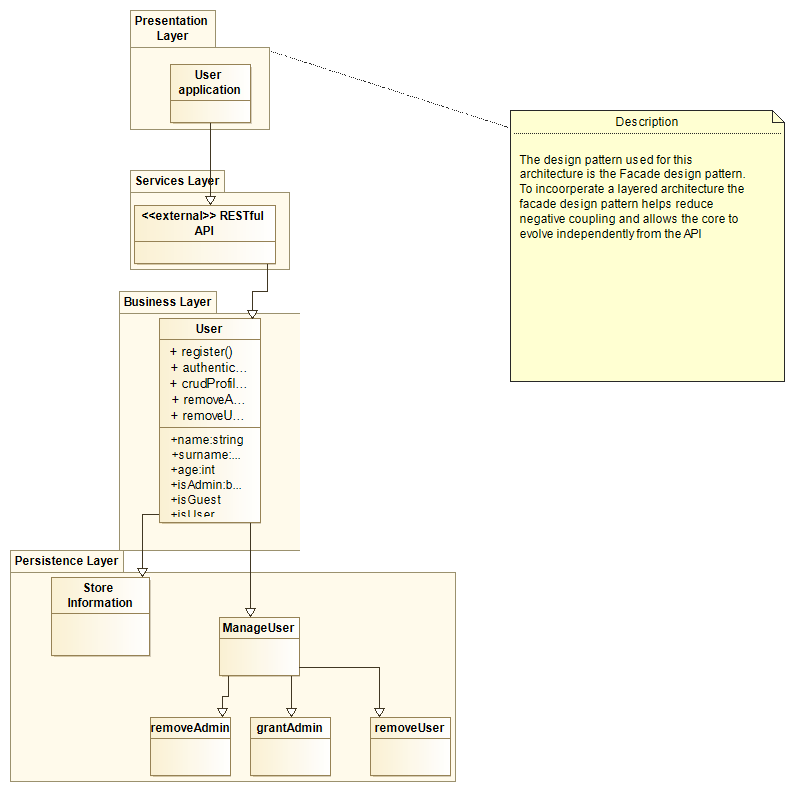 Presentation
Layer
User
application
Description
The design pattern used for this
architecture is the Facade design pattern.
To incoorperate a layered architecture the
facade design pattern helps reduce
negative coupling and allows the core to
evolve independently from the API
Services Layer
<<external>> RESTful
API
Business Layer
User
+ register()
+ authentic...
+ crudProfil...
+ removeA...
+ removeU...
+name:string
+surname:...
+age:int
+isAdmin:b...
+isGuest
+isUser
Persistence Layer
Store
Information
ManageUser
removeAdmin
grantAdmin
removeUser